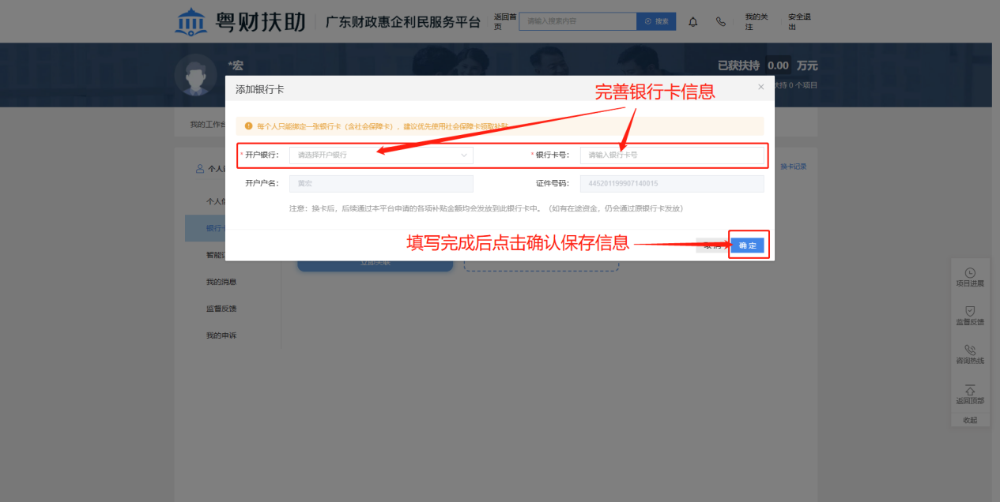 粤财扶助
广东财政惠企利民服务平台
返回首页
请输入搜索内容
搜索
我的关注
安全退出
*宏
已获扶持 0.00 万元
扶持 0 个项目
添加银行卡
完善银行卡信息
我的工作台
每个人只能绑定一张银行卡（含社会保障卡），建议优先使用社会保障卡领取补贴
* 开户银行：
请选择开户银行
* 银行卡号：
请输入银行卡号
换卡记录
个人
开户户名：
黄宏
证件号码：
445201199907140015
个人信
注意：换卡后，后续通过本平台申请的各项补贴金额均会发放到此银行卡中。（如有在途资金，仍会通过原银行卡发放）
银行卡
填写完成后点击确认保存信息
取消
确定
智能
立即关联
我的消息
监督反馈
我的申诉
项目进展
监督反馈
咨询热线
返回顶部
收起